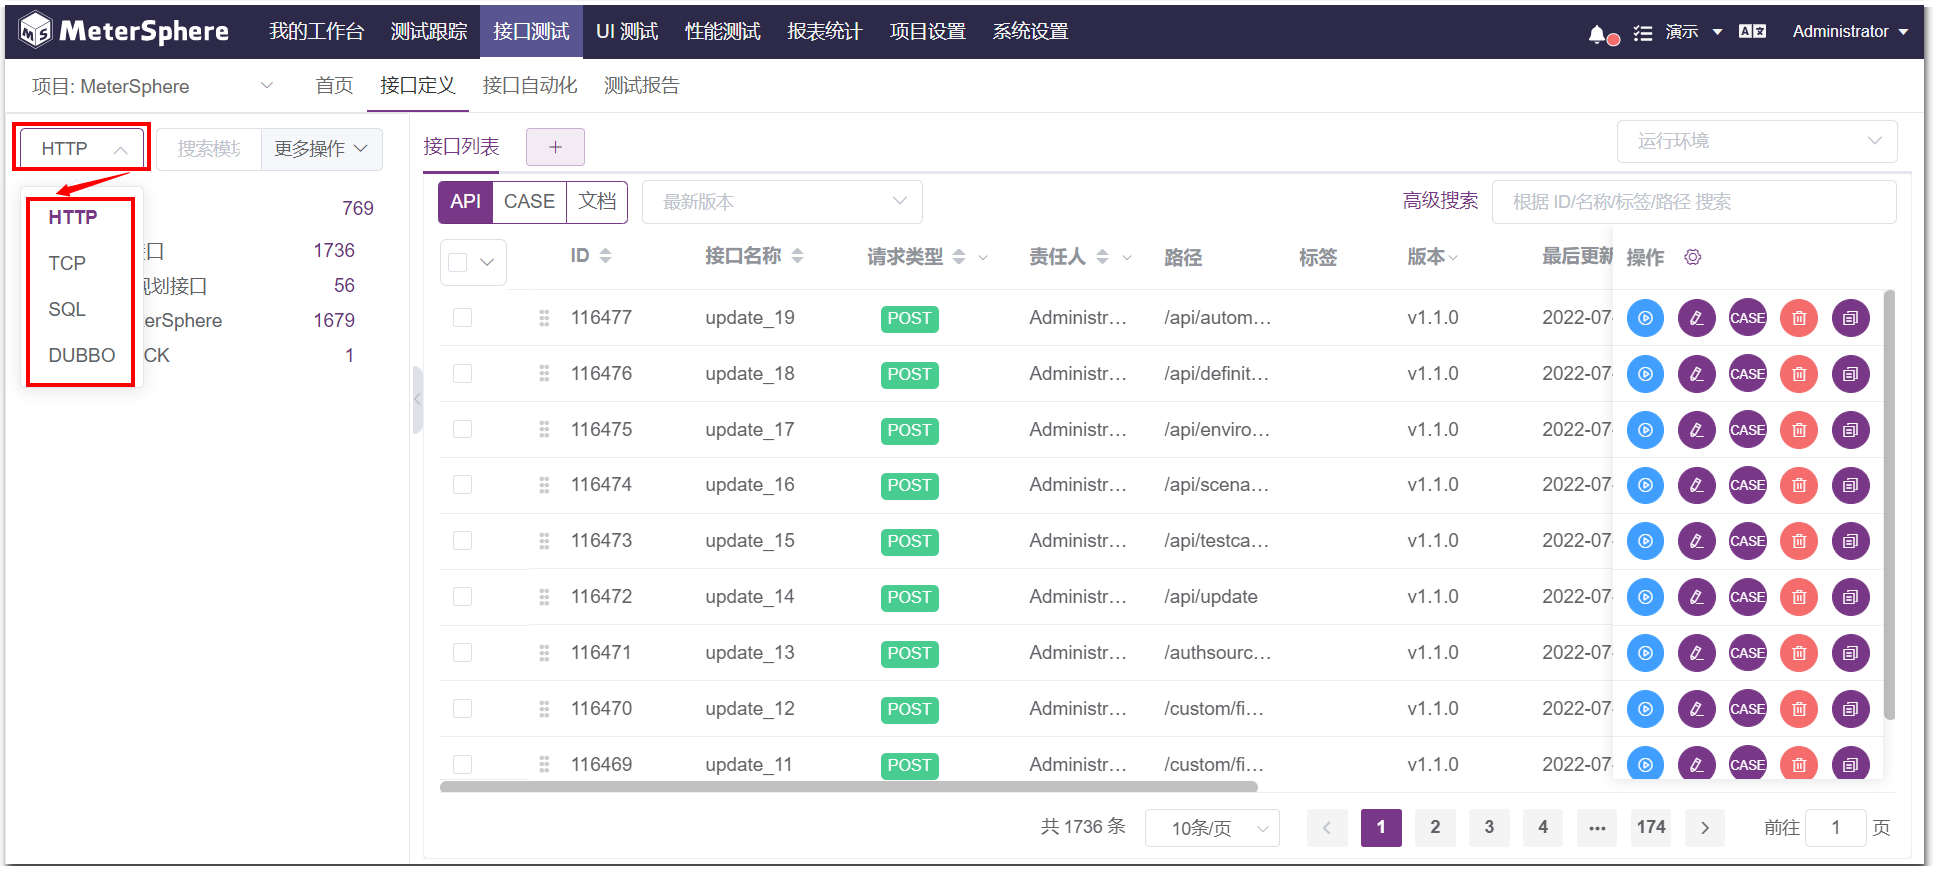 MeterSphere 我的工作台 测试跟踪 接口测试 UI 测试 性能测试 报表统计 项目设置 系统设置 演示 Administrator
项目: MeterSphere 首页 接口定义 接口自动化 测试报告
HTTP 搜索模块 更多操作 接口列表 + 运行环境
HTTP 769
TCP 口 1736
规划接口 56
SQL erSphere 1679
DUBBO CK 1
API CASE 文档 最新版本 高级搜索 根据 ID/名称/标签/路径 搜索
ID 接口名称 请求类型 责任人 路径 标签 版本 最后更新 操作
116477 update_19 POST Administr... /api/autom... v1.1.0 2022-07- CASE
116476 update_18 POST Administr... /api/definit... v1.1.0 2022-07- CASE
116475 update_17 POST Administr... /api/enviro... v1.1.0 2022-07- CASE
116474 update_16 POST Administr... /api/scena... v1.1.0 2022-07- CASE
116473 update_15 POST Administr... /api/testca... v1.1.0 2022-07- CASE
116472 update_14 POST Administr... /api/update v1.1.0 2022-07- CASE
116471 update_13 POST Administr... /authsourc... v1.1.0 2022-07- CASE
116470 update_12 POST Administr... /custom/fi... v1.1.0 2022-07- CASE
116469 update_11 POST Administr... /custom/fi... v1.1.0 2022-07- CASE
共 1736 条 10条/页 1 2 3 4 ... 174 前往 1 页